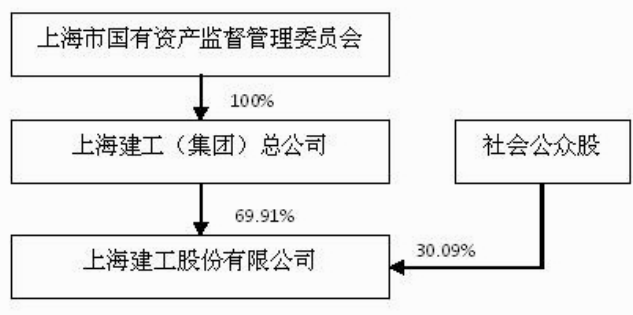 上海市国有资产监督管理委员会
100%
上海建工（集团）总公司
社会公众股
69.91%
30.09%
上海建工股份有限公司